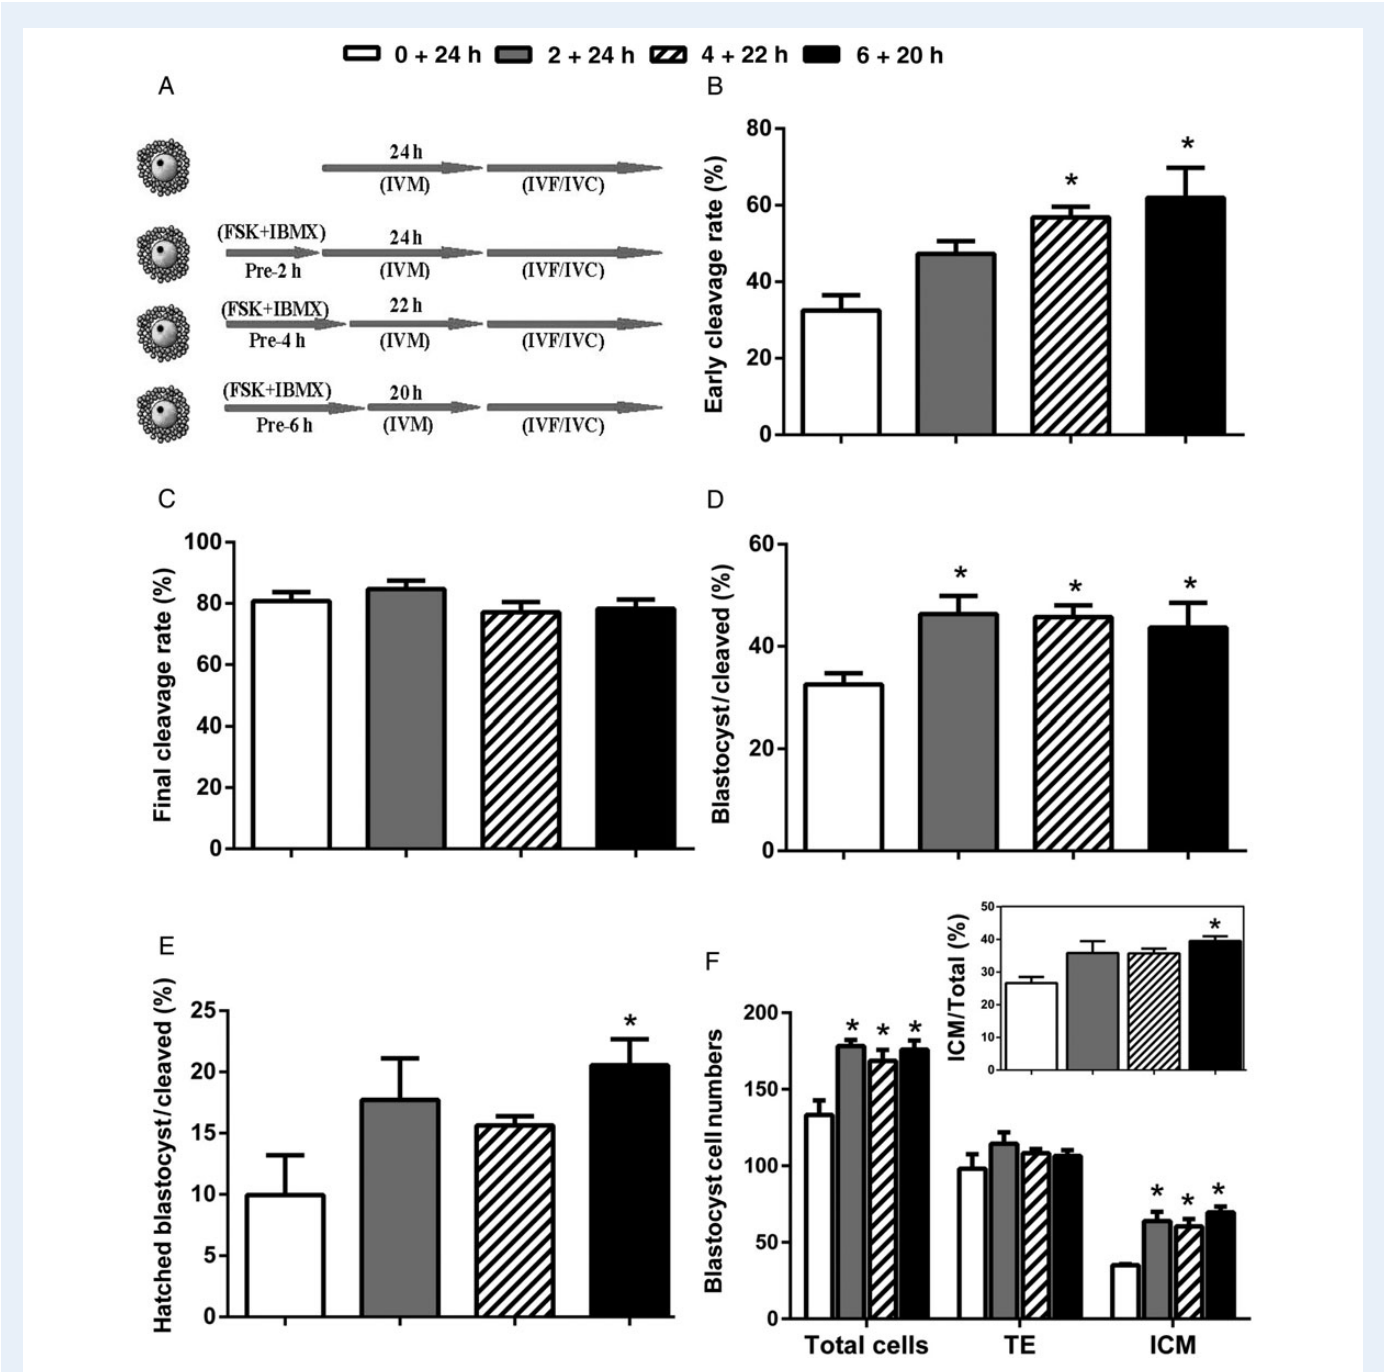 0 + 24 h 2 + 24 h 4 + 22 h 6 + 20 h
A
24 h
(IVM) (IVF/IVC)
(FSK+IBMX) 24 h
Pre-2 h (IVM) (IVF/IVC)
(FSK+IBMX) 22 h
Pre-4 h (IVM) (IVF/IVC)
(FSK+IBMX) 20 h
Pre-6 h (IVM) (IVF/IVC)
B
Early cleavage rate (%)
80
60
40
20
0
*
*
C
Final cleavage rate (%)
100
80
60
40
20
0
D
Blastocyst/cleaved (%)
60
40
20
0
* * *
E
Hatched blastocyst/cleaved (%)
25
20
15
10
5
0
*
F
Blastocyst cell numbers
200
150
100
50
0
* * *
* * *
Total cells TE ICM
ICM/Total (%)
50
40
30
20
10
0
*